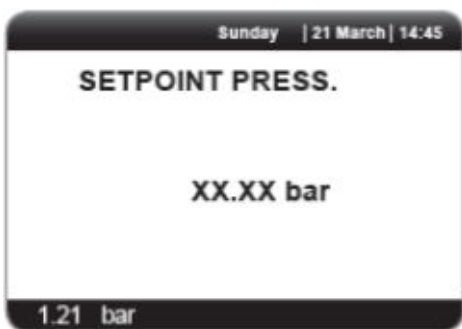 Sunday | 21 March | 14:45
SETPOINT PRESS.
XX.XX bar
1.21 bar